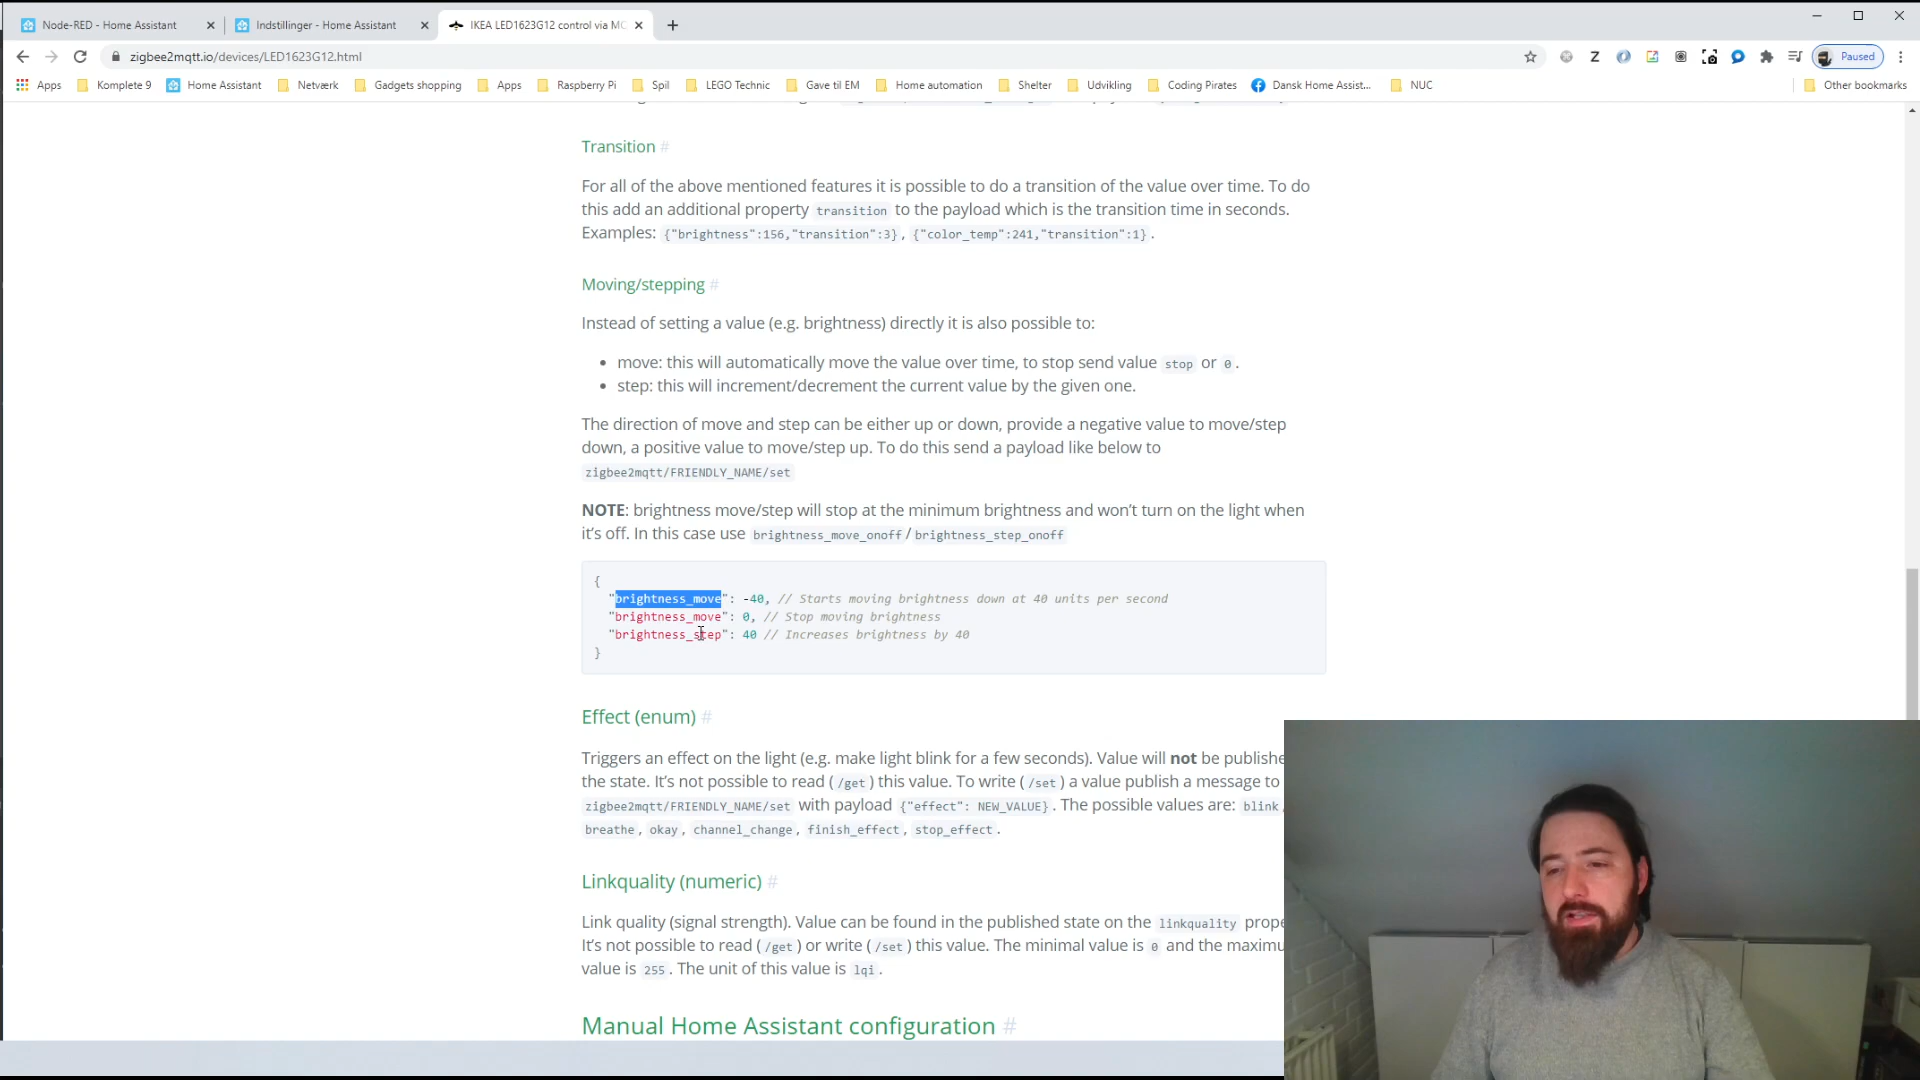 Node-RED - Home Assistant
Indstillinger - Home Assistant
IKEA LED1623G12 control via MQ
zigbee2mqtt.io/devices/LED1623G12.html
Paused
Apps
Komplete 9
Home Assistant
Netværk
Gadgets shopping
Apps
Raspberry Pi
Spil
LEGO Technic
Gave til EM
Home automation
Shelter
Udvikling
Coding Pirates
Dansk Home Assist...
NUC
Other bookmarks
Transition #
For all of the above mentioned features it is possible to do a transition of the value over time. To do
this add an additional property transition to the payload which is the transition time in seconds.
Examples: {"brightness":156,"transition":3}, {"color_temp":241,"transition":1}.
Moving/stepping #
Instead of setting a value (e.g. brightness) directly it is also possible to:
• move: this will automatically move the value over time, to stop send value stop or 0.
• step: this will increment/decrement the current value by the given one.
The direction of move and step can be either up or down, provide a negative value to move/step
down, a positive value to move/step up. To do this send a payload like below to
zigbee2mqtt/FRIENDLY_NAME/set
NOTE: brightness move/step will stop at the minimum brightness and won't turn on the light when
it's off. In this case use brightness_move_onoff/brightness_step_onoff
{
"brightness_move": -40, // Starts moving brightness down at 40 units per second
"brightness_move": 0, // Stop moving brightness
"brightness_step": 40 // Increases brightness by 40
}
Effect (enum) #
Triggers an effect on the light (e.g. make light blink for a few seconds). Value will not be publishe
the state. It's not possible to read (/get) this value. To write (/set) a value publish a message to
zigbee2mqtt/FRIENDLY_NAME/set with payload {"effect": NEW_VALUE}. The possible values are: blink,
breathe, okay, channel_change, finish_effect, stop_effect.
Linkquality (numeric) #
Link quality (signal strength). Value can be found in the published state on the linkquality prope
It's not possible to read (/get) or write (/set) this value. The minimal value is 0 and the maximu
value is 255. The unit of this value is lqi.
Manual Home Assistant configuration #